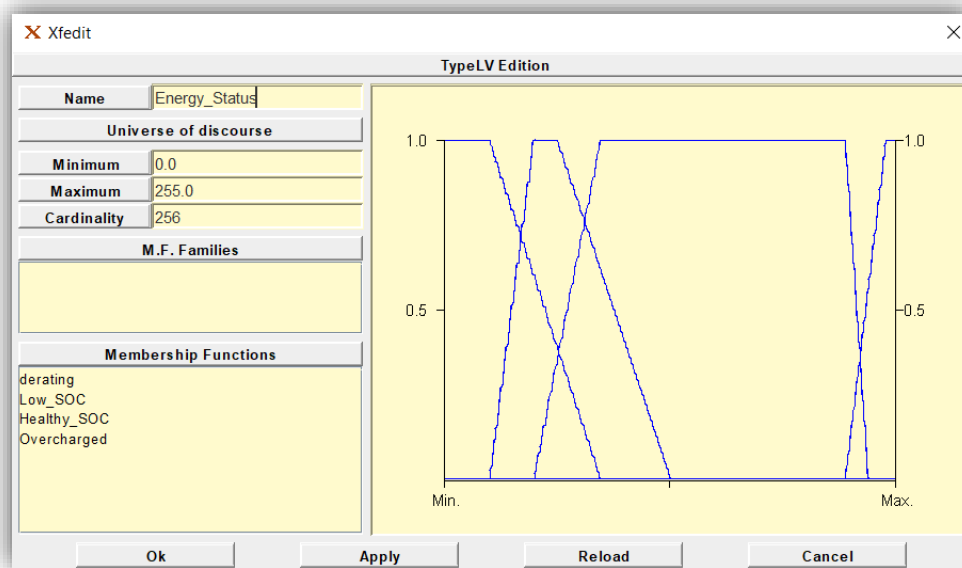 Xfedit
TypeLV Edition
Name Energy_Status
Universe of discourse
Minimum 0.0
Maximum 255.0
Cardinality 256
M.F. Families
Membership Functions
derating
Low_SOC
Healthy_SOC
Overcharged
1.0 1.0
0.5 0.5
Min. Max.
Ok Apply Reload Cancel